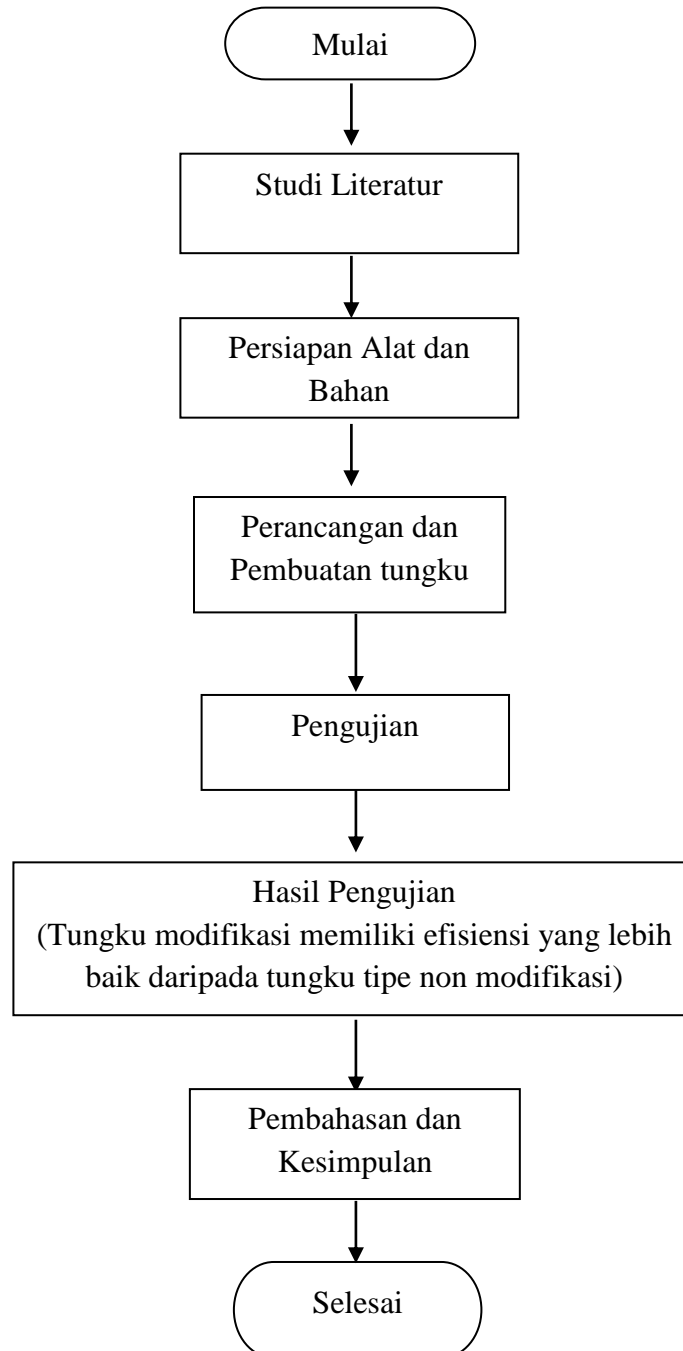 Mulai
Studi Literatur
Persiapan Alat dan
Bahan
Perancangan dan
Pembuatan tungku
Pengujian
Hasil Pengujian
(Tungku modifikasi memiliki efisiensi yang lebih
baik daripada tungku tipe non modifikasi)
Pembahasan dan
Kesimpulan
Selesai